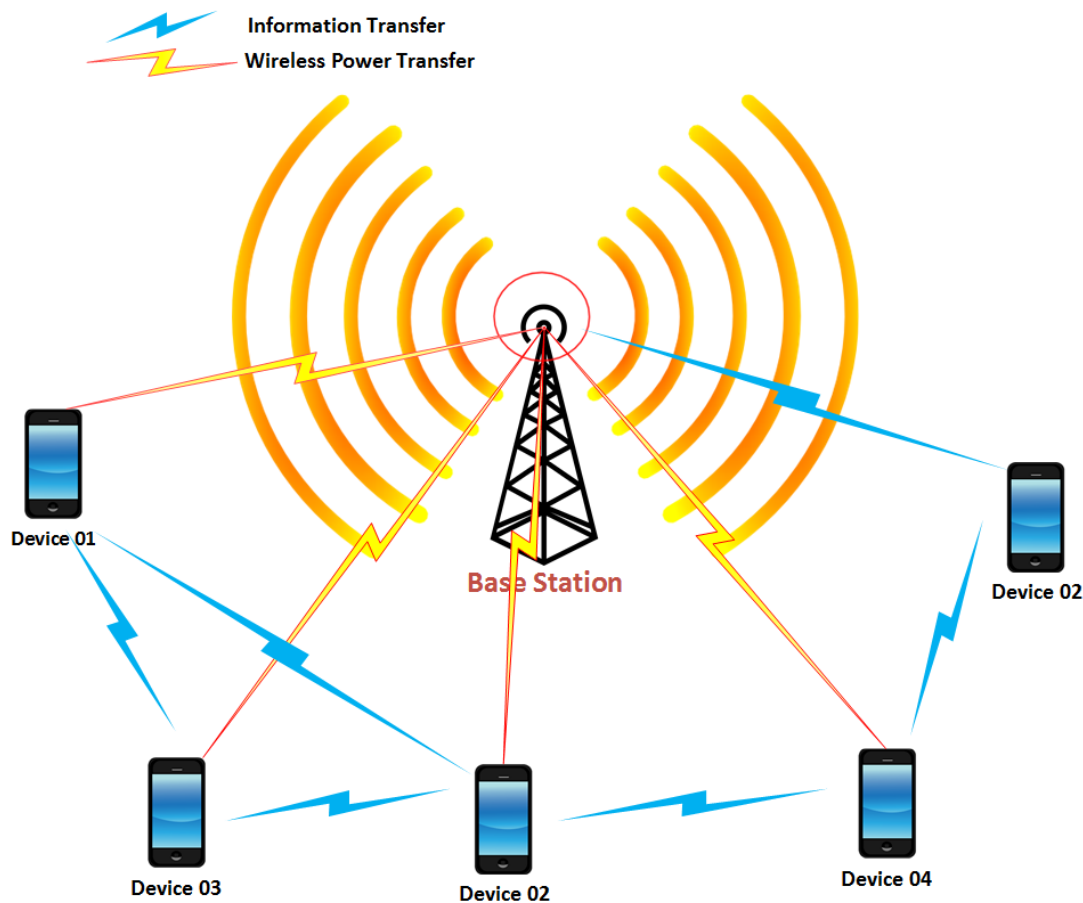 Information Transfer
Wireless Power Transfer
Device 01
Base Station
Device 02
Device 03
Device 02
Device 04